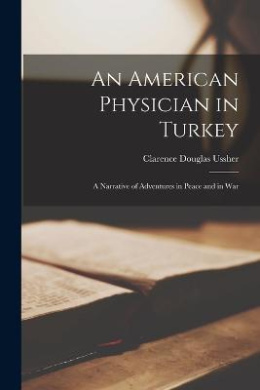 An American
Physician in
Turkey
Clarence Douglas Ussher
A Narrative of Adventures in Peace and in War